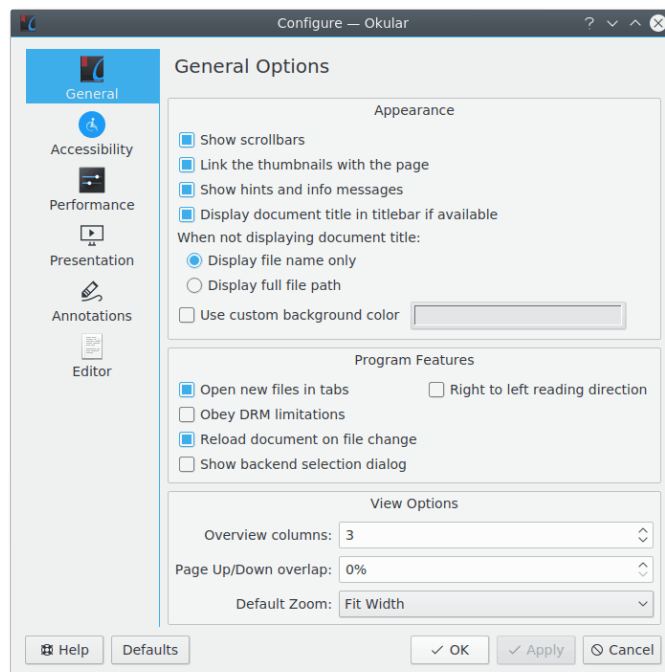 Configure — Okular
General
Accessibility
Performance
Presentation
Annotations
Editor
General Options
Appearance
Show scrollbars
Link the thumbnails with the page
Show hints and info messages
Display document title in titlebar if available
When not displaying document title:
Display file name only
Display full file path
Use custom background color
Program Features
Open new files in tabs Right to left reading direction
Obey DRM limitations
Reload document on file change
Show backend selection dialog
View Options
Overview columns: 3
Page Up/Down overlap: 0%
Default Zoom: Fit Width
Help Defaults OK Apply Cancel